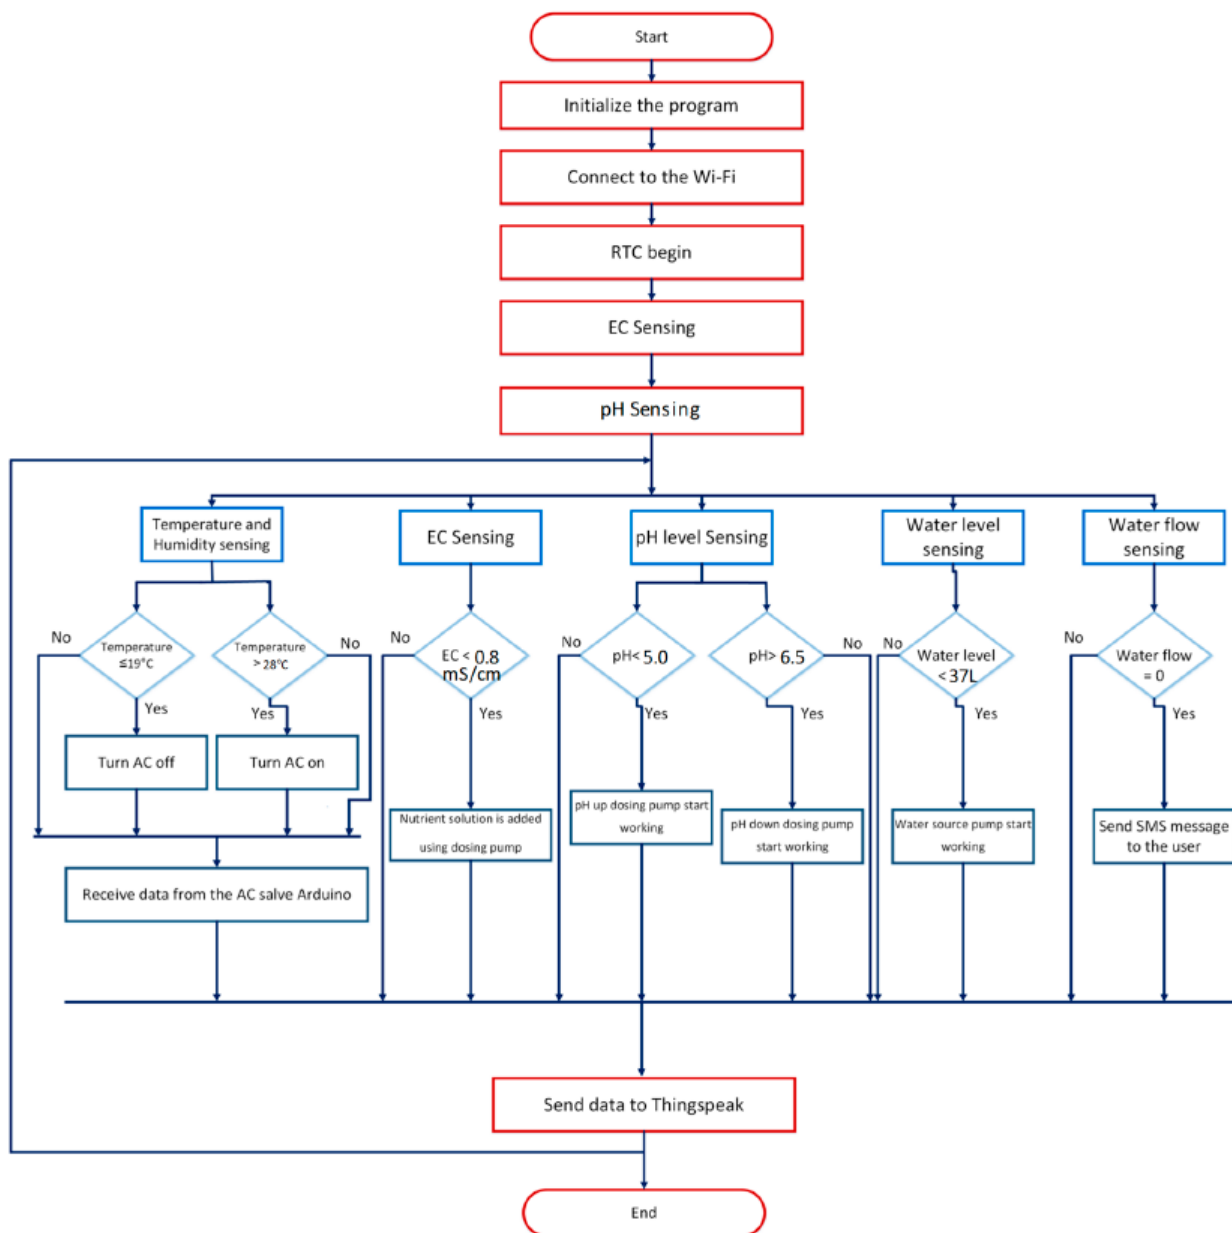 Start
Initialize the program
Connect to the Wi-Fi
RTC begin
EC Sensing
pH Sensing
Temperature and
Humidity sensing
EC Sensing
pH level Sensing
Water level
sensing
Water flow
sensing
No
Temperature
≤19°C
Yes
Temperature
> 28°C
No
Yes
No
EC < 0.8
mS/cm
Yes
No
pH< 5.0
Yes
pH> 6.5
No
Yes
No
Water level
< 37L
Yes
No
Water flow
= 0
Yes
Turn AC off
Turn AC on
Nutrient solution is added
using dosing pump
pH up dosing pump start
working
pH down dosing pump
start working
Water source pump start
working
Send SMS message
to the user
Receive data from the AC salve Arduino
Send data to Thingspeak
End